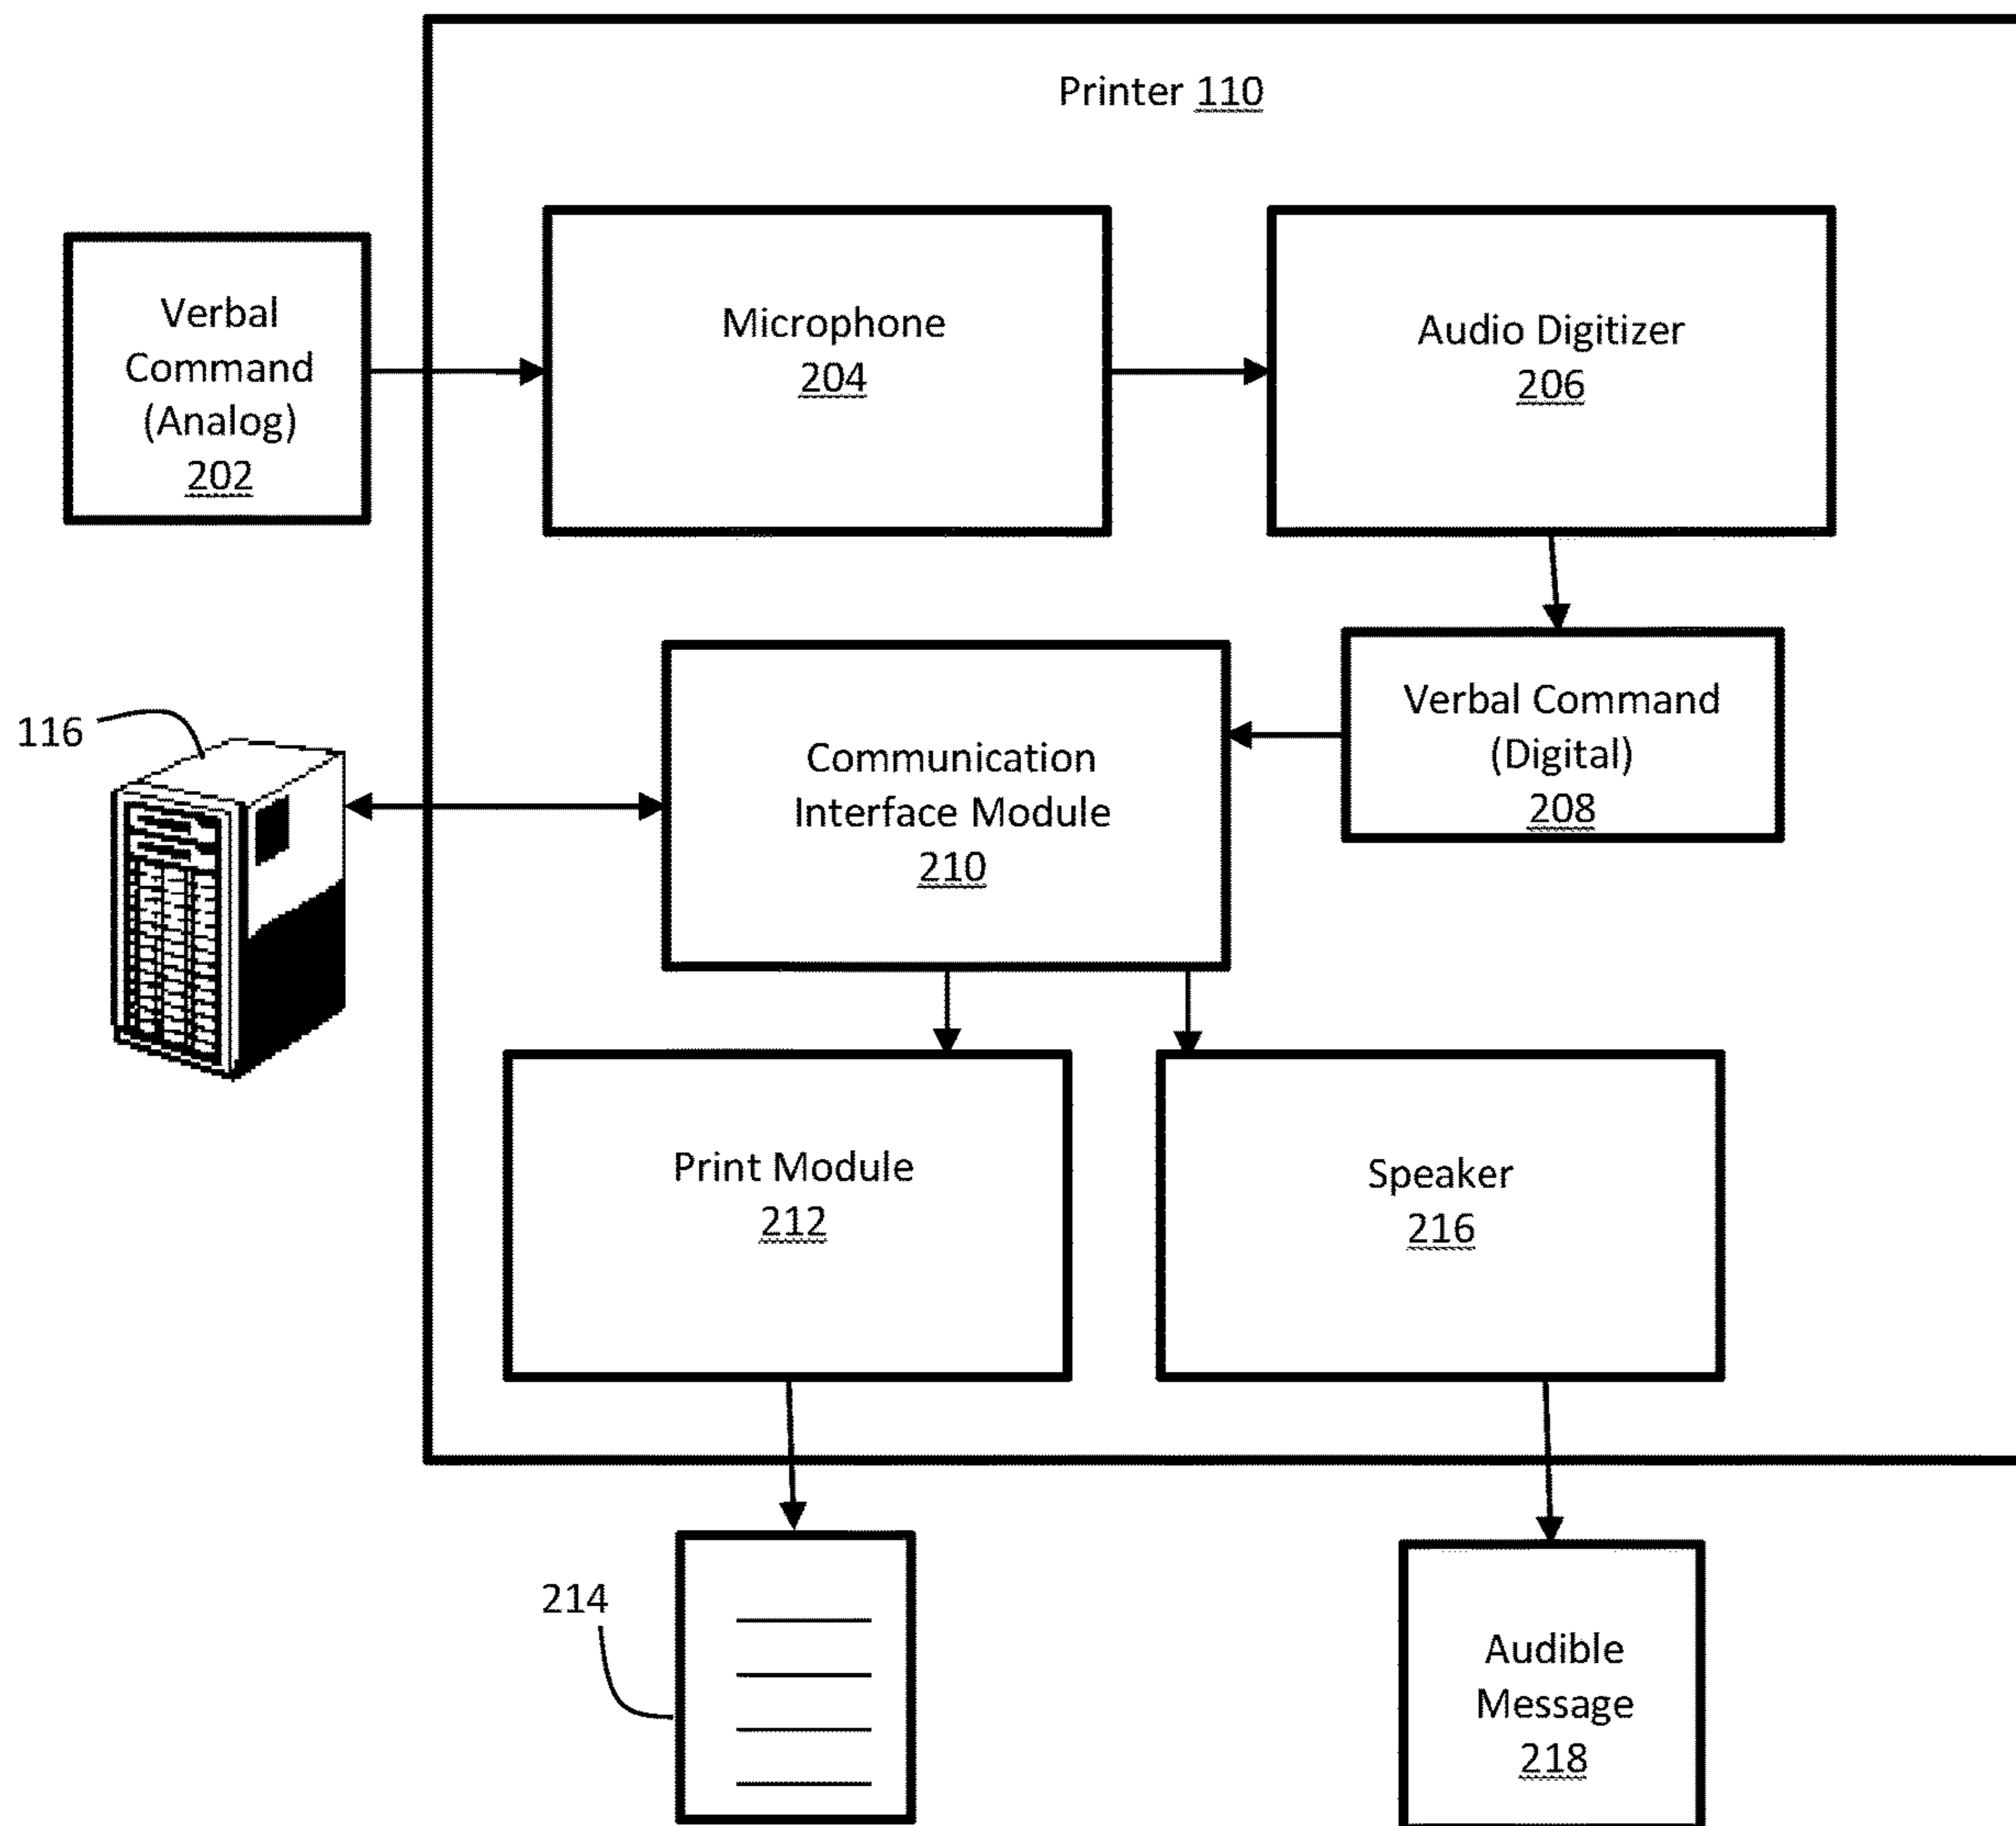 Printer 110
Verbal
Command
(Analog)
202
Microphone
204
Audio Digitizer
206
116
Communication
Interface Module
210
Verbal Command
(Digital)
208
Print Module
212
Speaker
216
214
Audible
Message
218